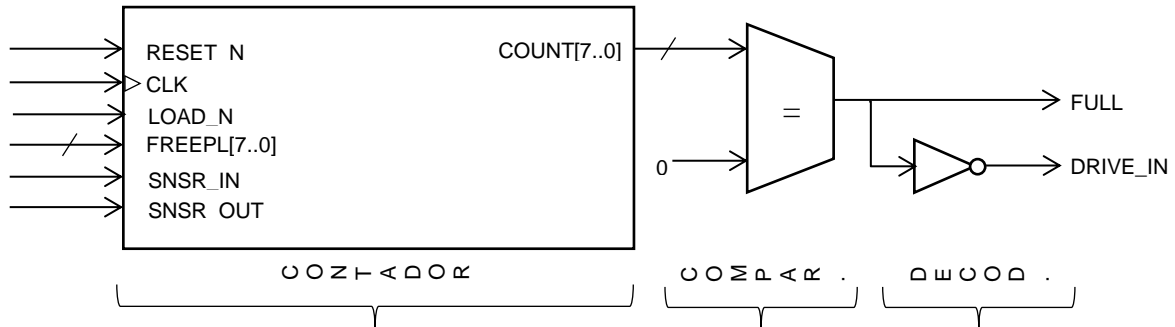 RESET N
CLK
LOAD_N
FREEPL[7..0]
SNSR_IN
SNSR OUT
COUNT[7..0]
=
0
FULL
DRIVE_IN
CONTADOR
COMPAR.
DECOD.